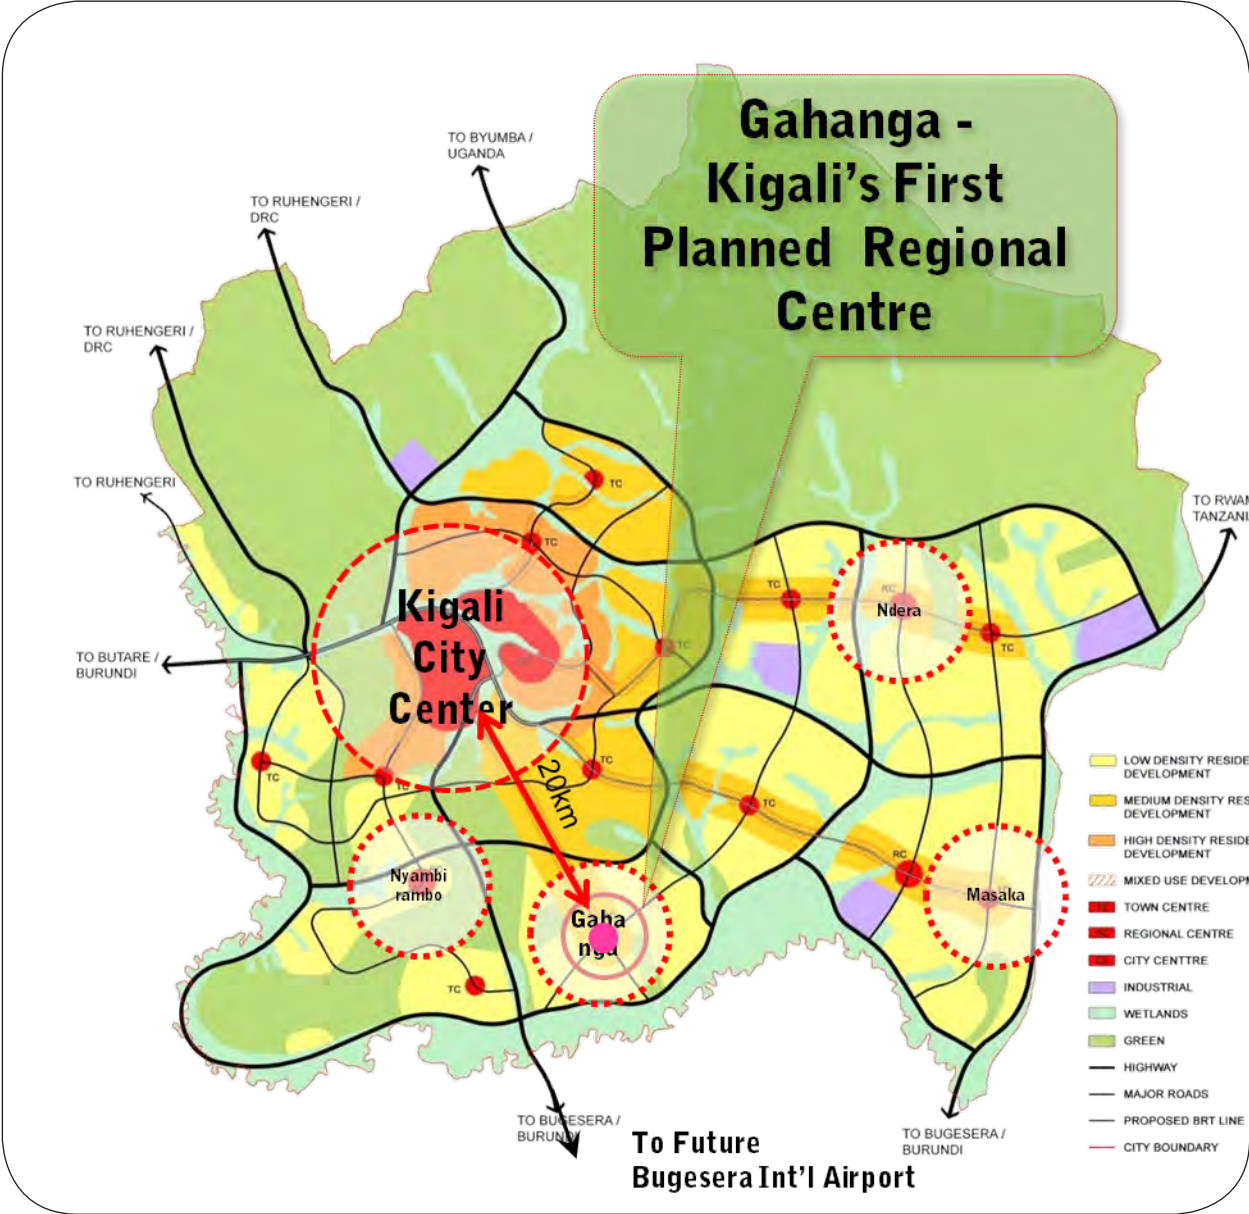 Gahanga -
Kigali's First
Planned Regional
Centre
TO BYUMBA /
UGANDA
TO RUHENGERI /
DRC
TO RUHENGERI /
DRC
TO RUHENGERI
TO BUTARE /
BURUNDI
TO RWAN
TANZANI
TC
TC
TC
TC
TC
RC
Ndera
Kigali
City
Center
20km
TC
TC
TC
TC
RC
Nyambi
rambo
Masaka
Gaha
nga
TC
TO BUGESERA /
BURUNDI
To Future
Bugesera Int'l Airport
TO BUGESERA /
BURUNDI
LOW DENSITY RESIDE
DEVELOPMENT
MEDIUM DENSITY RES
DEVELOPMENT
HIGH DENSITY RESIDE
DEVELOPMENT
MIXED USE DEVELOPM
TOWN CENTRE
REGIONAL CENTRE
CITY CENTTRE
INDUSTRIAL
WETLANDS
GREEN
HIGHWAY
MAJOR ROADS
PROPOSED BRT LINE
CITY BOUNDARY